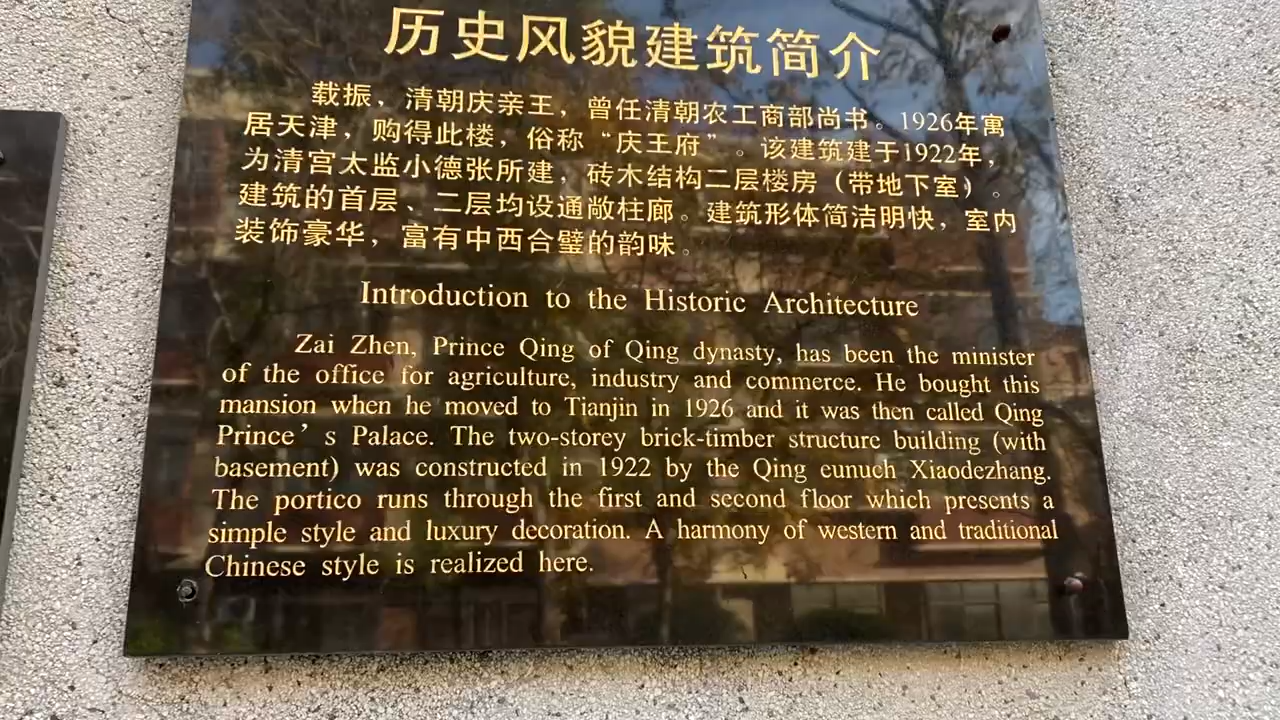 历史风貌建筑简介
载振，清朝庆亲王，曾任清朝农工商部尚书。1926年寓
居天津，购得此楼，俗称“庆王府”。该建筑建于1922年，
为清宫太监小德张所建，砖木结构二层楼房（带地下室）。
建筑的首层、二层均设通敞柱廊。建筑形体简洁明快，室内
装饰豪华，富有中西合璧的韵味。
Introduction to the Historic Architecture
Zai Zhen, Prince Qing of Qing dynasty, has been the minister
of the office for agriculture, industry and commerce. He bought this
mansion when he moved to Tianjin in 1926 and it was then called Qing
Prince’s Palace. The two-storey brick-timber structure building (with
basement) was constructed in 1922 by the Qing eunuch Xiaodezhang.
The portico runs through the first and second floor which presents a
simple style and luxury decoration. A harmony of western and traditional
Chinese style is realized here.